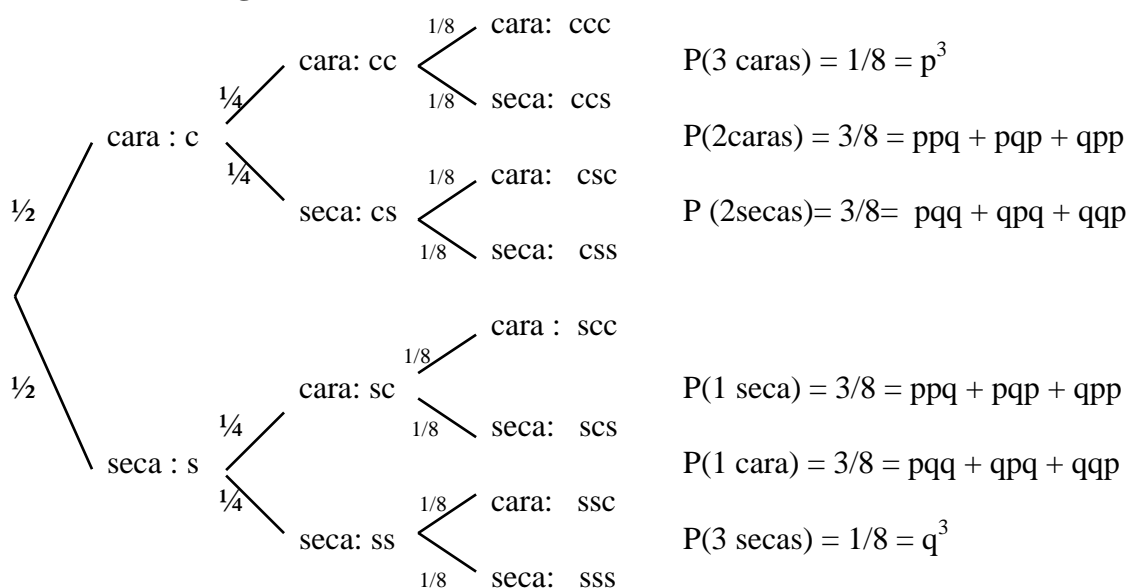 1/8 cara: ccc
cara: cc P(3 caras) = 1/8 = p³
¼ 1/8 seca: ccs
cara : c P(2caras) = 3/8 = ppq + pqp + qpp
¼ 1/8 cara: csc
½ seca: cs P (2secas)= 3/8= pqq + qpq + qqp
1/8 seca: css
cara : scc
1/8
½ cara: sc P(1 seca) = 3/8 = ppq + pqp + qpp
¼ 1/8 seca: scs
seca : s P(1 cara) = 3/8 = pqq + qpq + qqp
¼ 1/8 cara: ssc
seca: ss P(3 secas) = 1/8 = q³
1/8 seca: sss